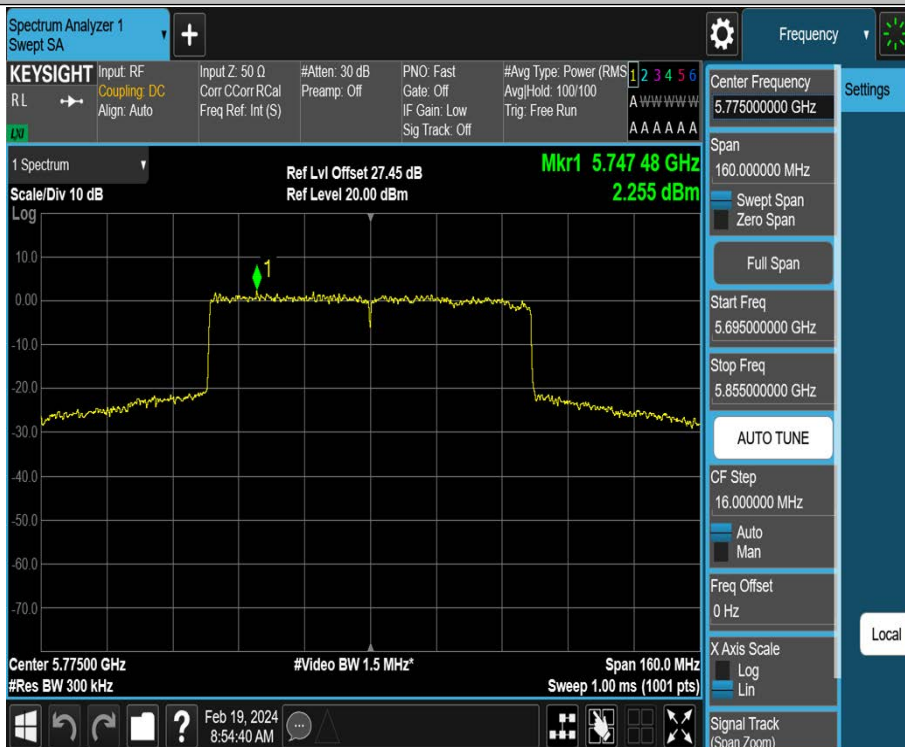 Spectrum Analyzer 1
Swept SA
+
Frequency
KEYSIGHT
RL
LXI
Input: RF
Coupling: DC
Align: Auto
Input Z: 50 Ω
Corr CCorr RCal
Freq Ref: Int (S)
#Atten: 30 dB
Preamp: Off
PNO: Fast
Gate: Off
IF Gain: Low
Sig Track: Off
#Avg Type: Power (RMS
Avg|Hold: 100/100
Trig: Free Run
1 2 3 4 5 6
A W W W W W
A A A A A A
1 Spectrum
Scale/Div 10 dB
Ref Lvl Offset 27.45 dB
Ref Level 20.00 dBm
Mkr1 5.747 48 GHz
2.255 dBm
Log
10.0
0.00
-10.0
-20.0
-30.0
-40.0
-50.0
-60.0
-70.0
1
Center 5.77500 GHz
#Res BW 300 kHz
#Video BW 1.5 MHz*
Span 160.0 MHz
Sweep 1.00 ms (1001 pts)
?
Feb 19, 2024
8:54:40 AM
Center Frequency
5.775000000 GHz
Span
160.000000 MHz
Swept Span
Zero Span
Full Span
Start Freq
5.695000000 GHz
Stop Freq
5.855000000 GHz
AUTO TUNE
CF Step
16.000000 MHz
Auto
Man
Freq Offset
0 Hz
X Axis Scale
Log
Lin
Signal Track
(Span Zoom)
Settings
Local